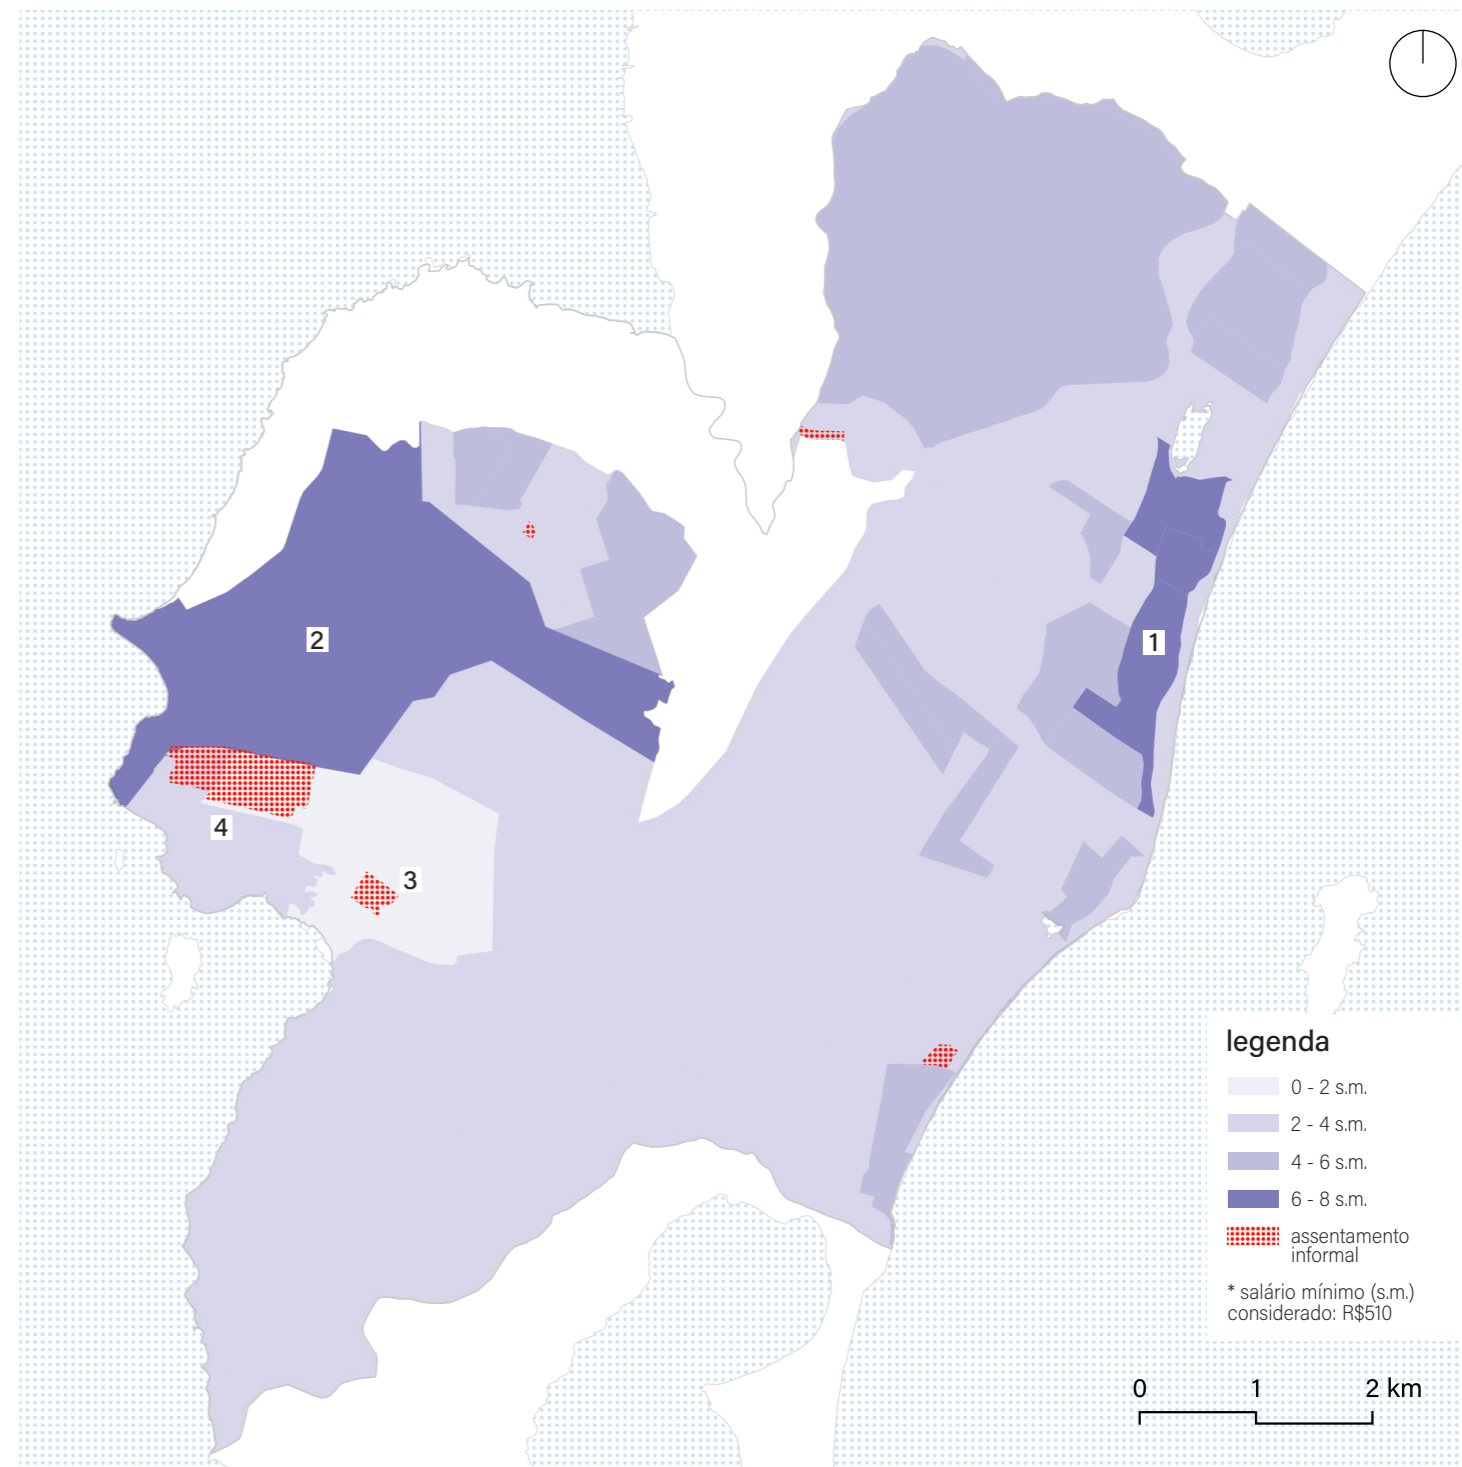 2
1
4
3
legenda
0 - 2 s.m.
2 - 4 s.m.
4 - 6 s.m.
6 - 8 s.m.
assentamento
informal
* salário mínimo (s.m.)
considerado: R$510
0 1 2 km